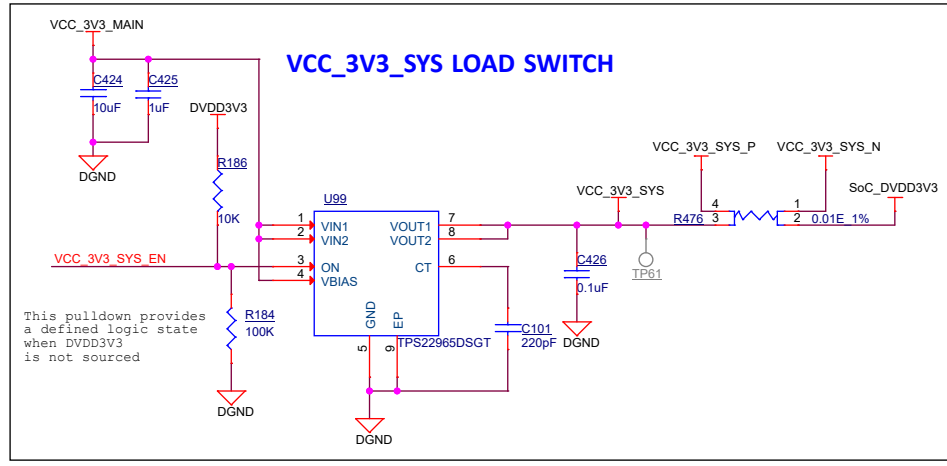 VCC_3V3_MAIN
VCC_3V3_SYS LOAD SWITCH
C424
10uF
C425
1uF
DGND
DVDD3V3
R186
10K
VCC_3V3_SYS_EN
R184
100K
This pulldown provides
a defined logic state
when DVDD3V3
is not sourced
DGND
U99
1
2
3
4
VIN1
VIN2
ON
VBIAS
VOUT1
VOUT2
CT
GND
EP
7
8
6
5
9
TPS22965DSGT
DGND
C101
220pF
VCC_3V3_SYS
C426
0.1uF
DGND
TP61
VCC_3V3_SYS_P
VCC_3V3_SYS_N
SoC_DVDD3V3
R476
4
3
1
2
0.01E_1%